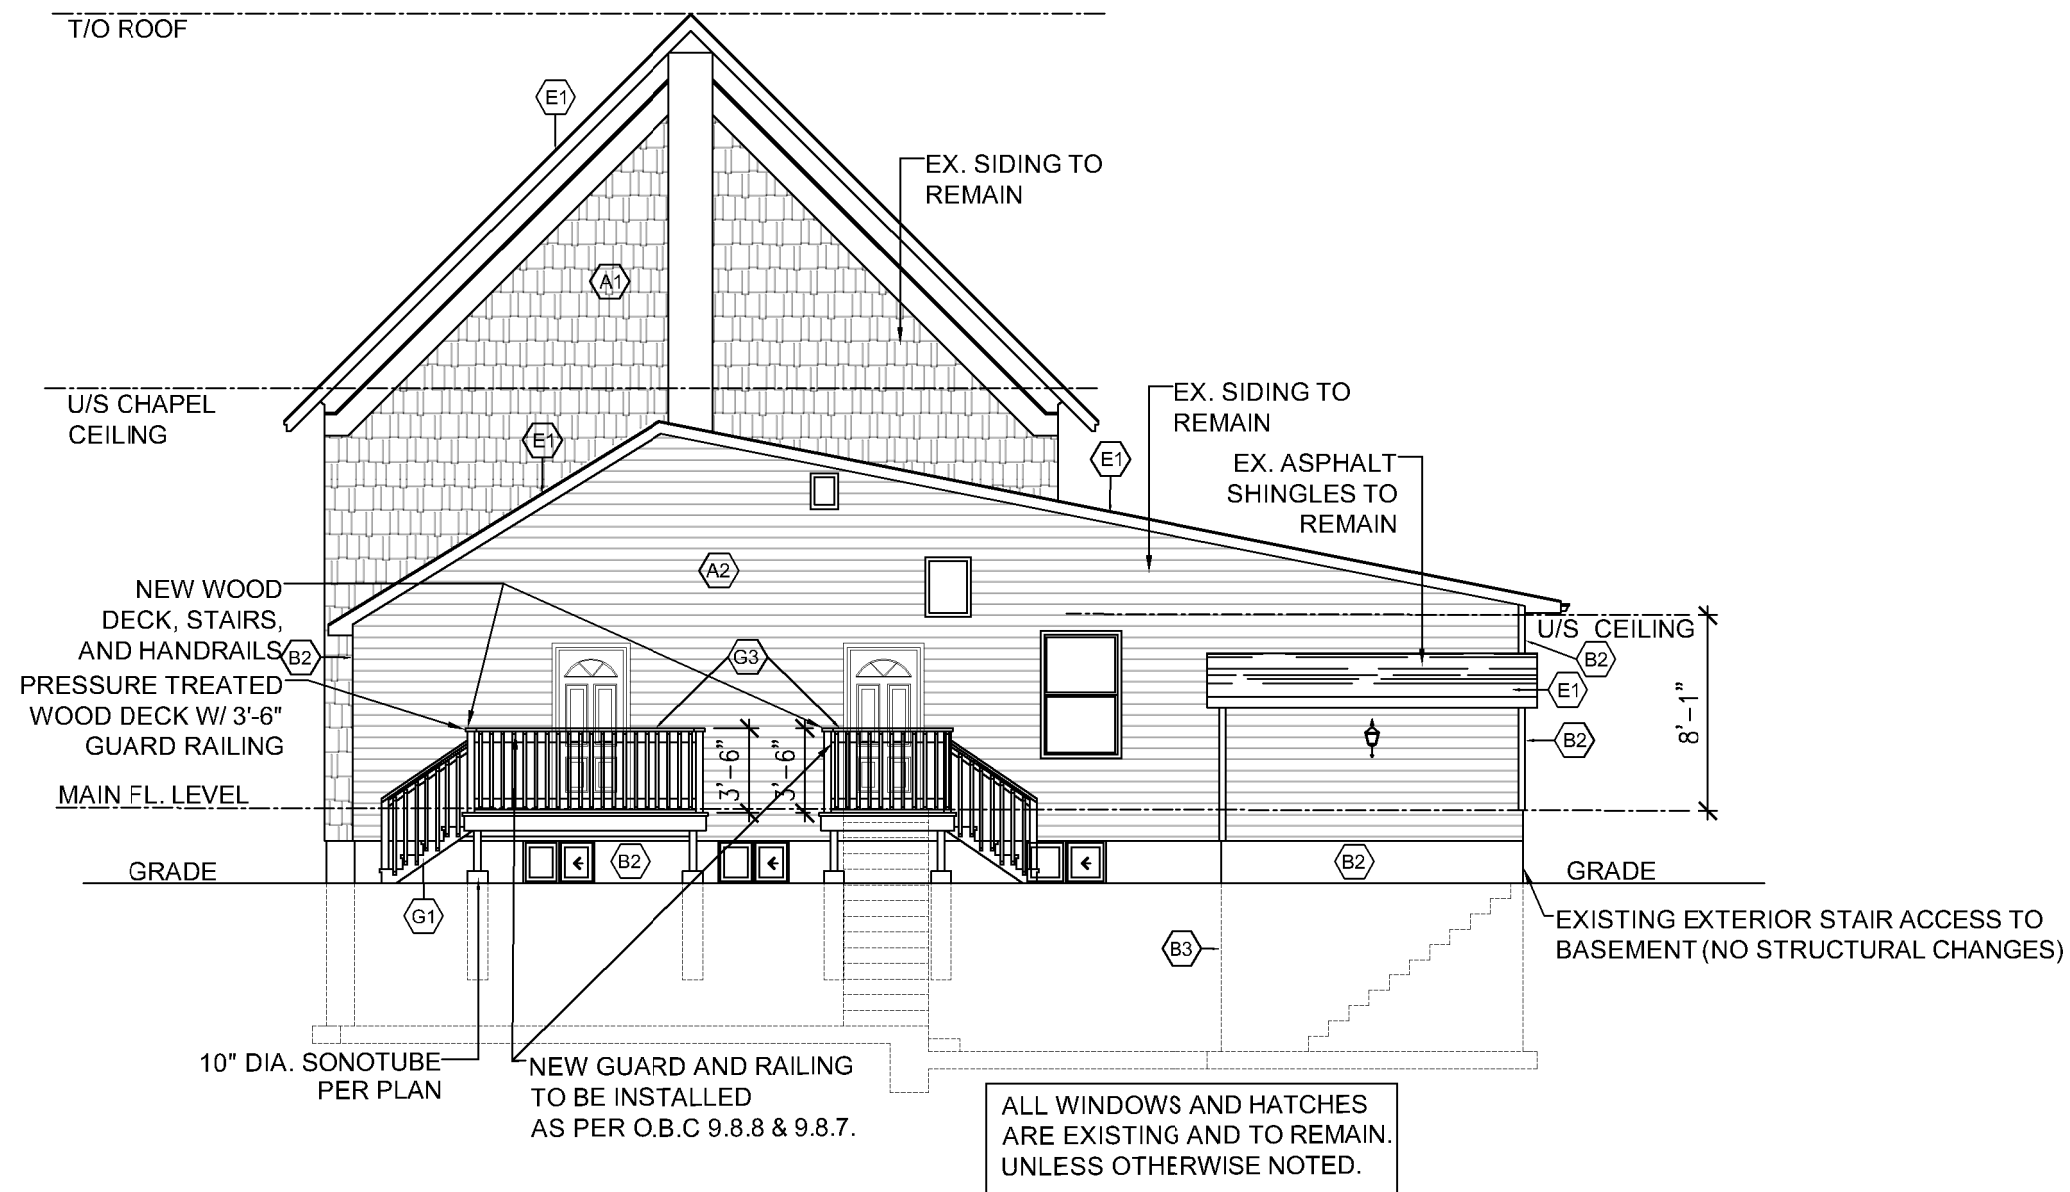 T/O ROOF
E1
EX. SIDING TO
REMAIN
A1
U/S CHAPEL
CEILING
E1
EX. SIDING TO
REMAIN
E1
EX. ASPHALT
SHINGLES TO
REMAIN
A2
NEW WOOD
DECK, STAIRS,
AND HANDRAILS
B2
G3
U/S CEILING
B2
E1
PRESSURE TREATED
WOOD DECK W/ 3'-6"
GUARD RAILING
3'-6"
3'-6"
8'-1"
B2
MAIN FL. LEVEL
B2
B2
GRADE
GRADE
G1
B3
EXISTING EXTERIOR STAIR ACCESS TO
BASEMENT (NO STRUCTURAL CHANGES)
10" DIA. SONOTUBE
PER PLAN
NEW GUARD AND RAILING
TO BE INSTALLED
AS PER O.B.C 9.8.8 & 9.8.7.
ALL WINDOWS AND HATCHES
ARE EXISTING AND TO REMAIN.
UNLESS OTHERWISE NOTED.